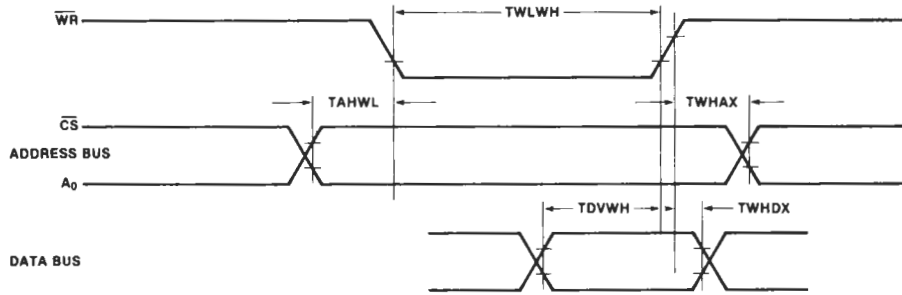 WR
TWLWH
TAHWL
TWHAX
CS
ADDRESS BUS
A0
TDVWH
TWHDX
DATA BUS